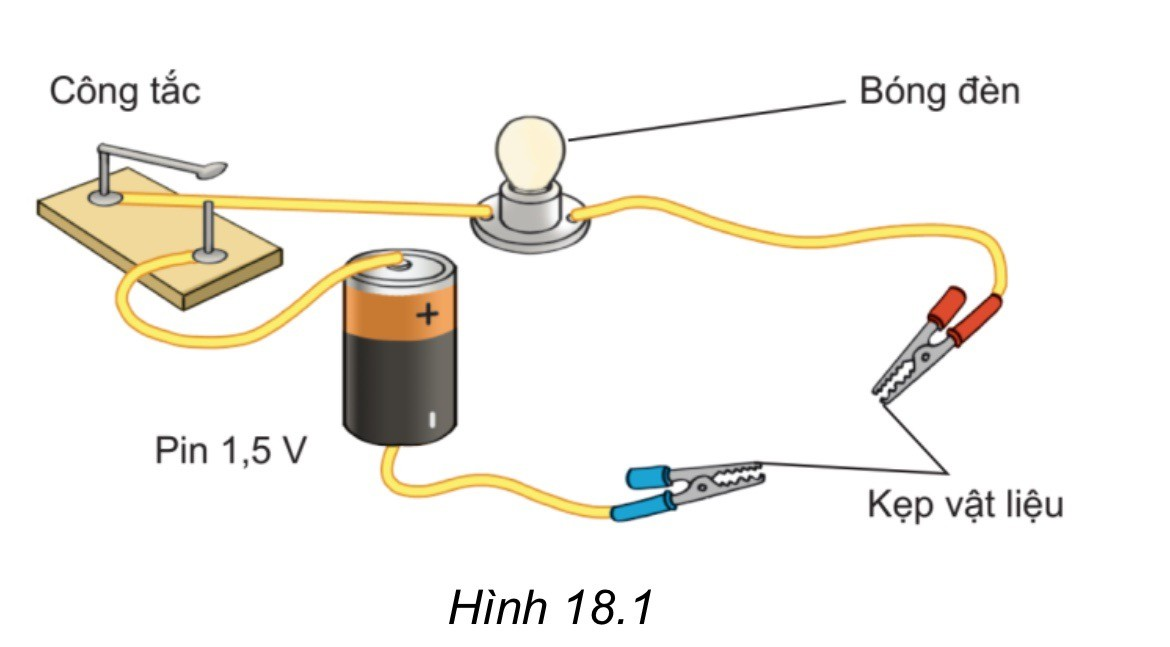 Công tắc
Bóng đèn
+
Pin 1,5 V
Kẹp vật liệu
Hình 18.1